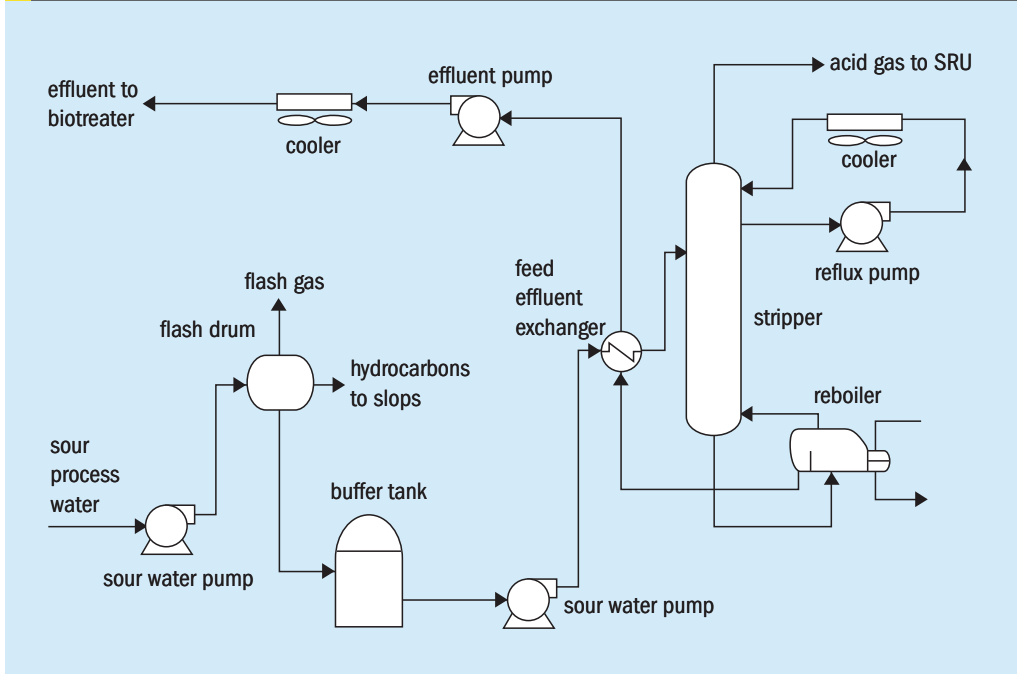 acid gas to SRU
effluent pump
effluent to
biotreater
cooler
cooler
reflux pump
feed
effluent
exchanger
flash gas
flash drum
stripper
hydrocarbons
to slops
reboiler
sour
process
water
buffer tank
sour water pump
sour water pump